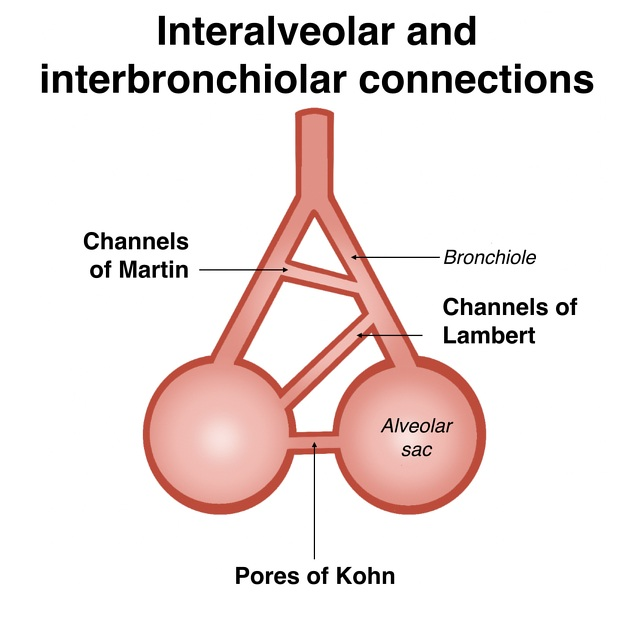 Interalveolar and
interbronchiolar connections
Channels
of Martin
Bronchiole
Channels of
Lambert
Alveolar
sac
Pores of Kohn